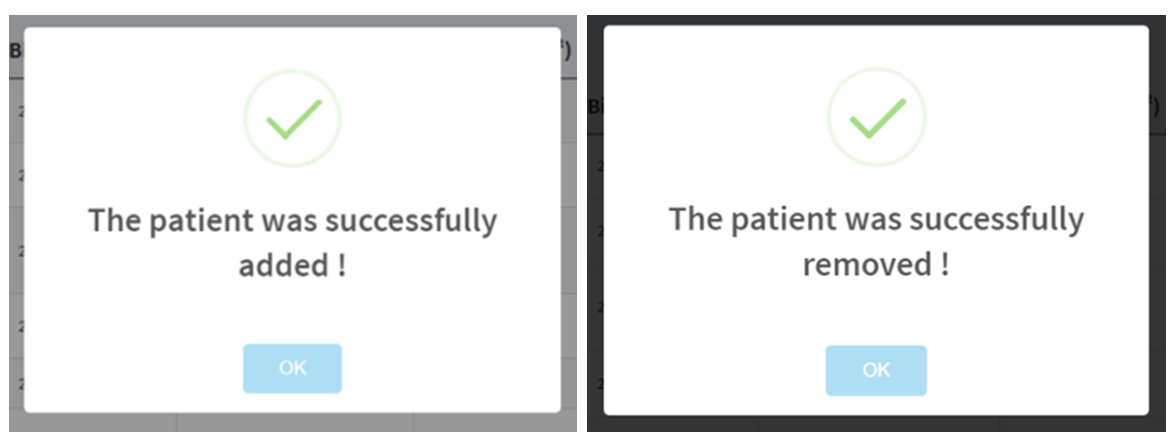 The patient was successfully
added !
OK
The patient was successfully
removed !
OK